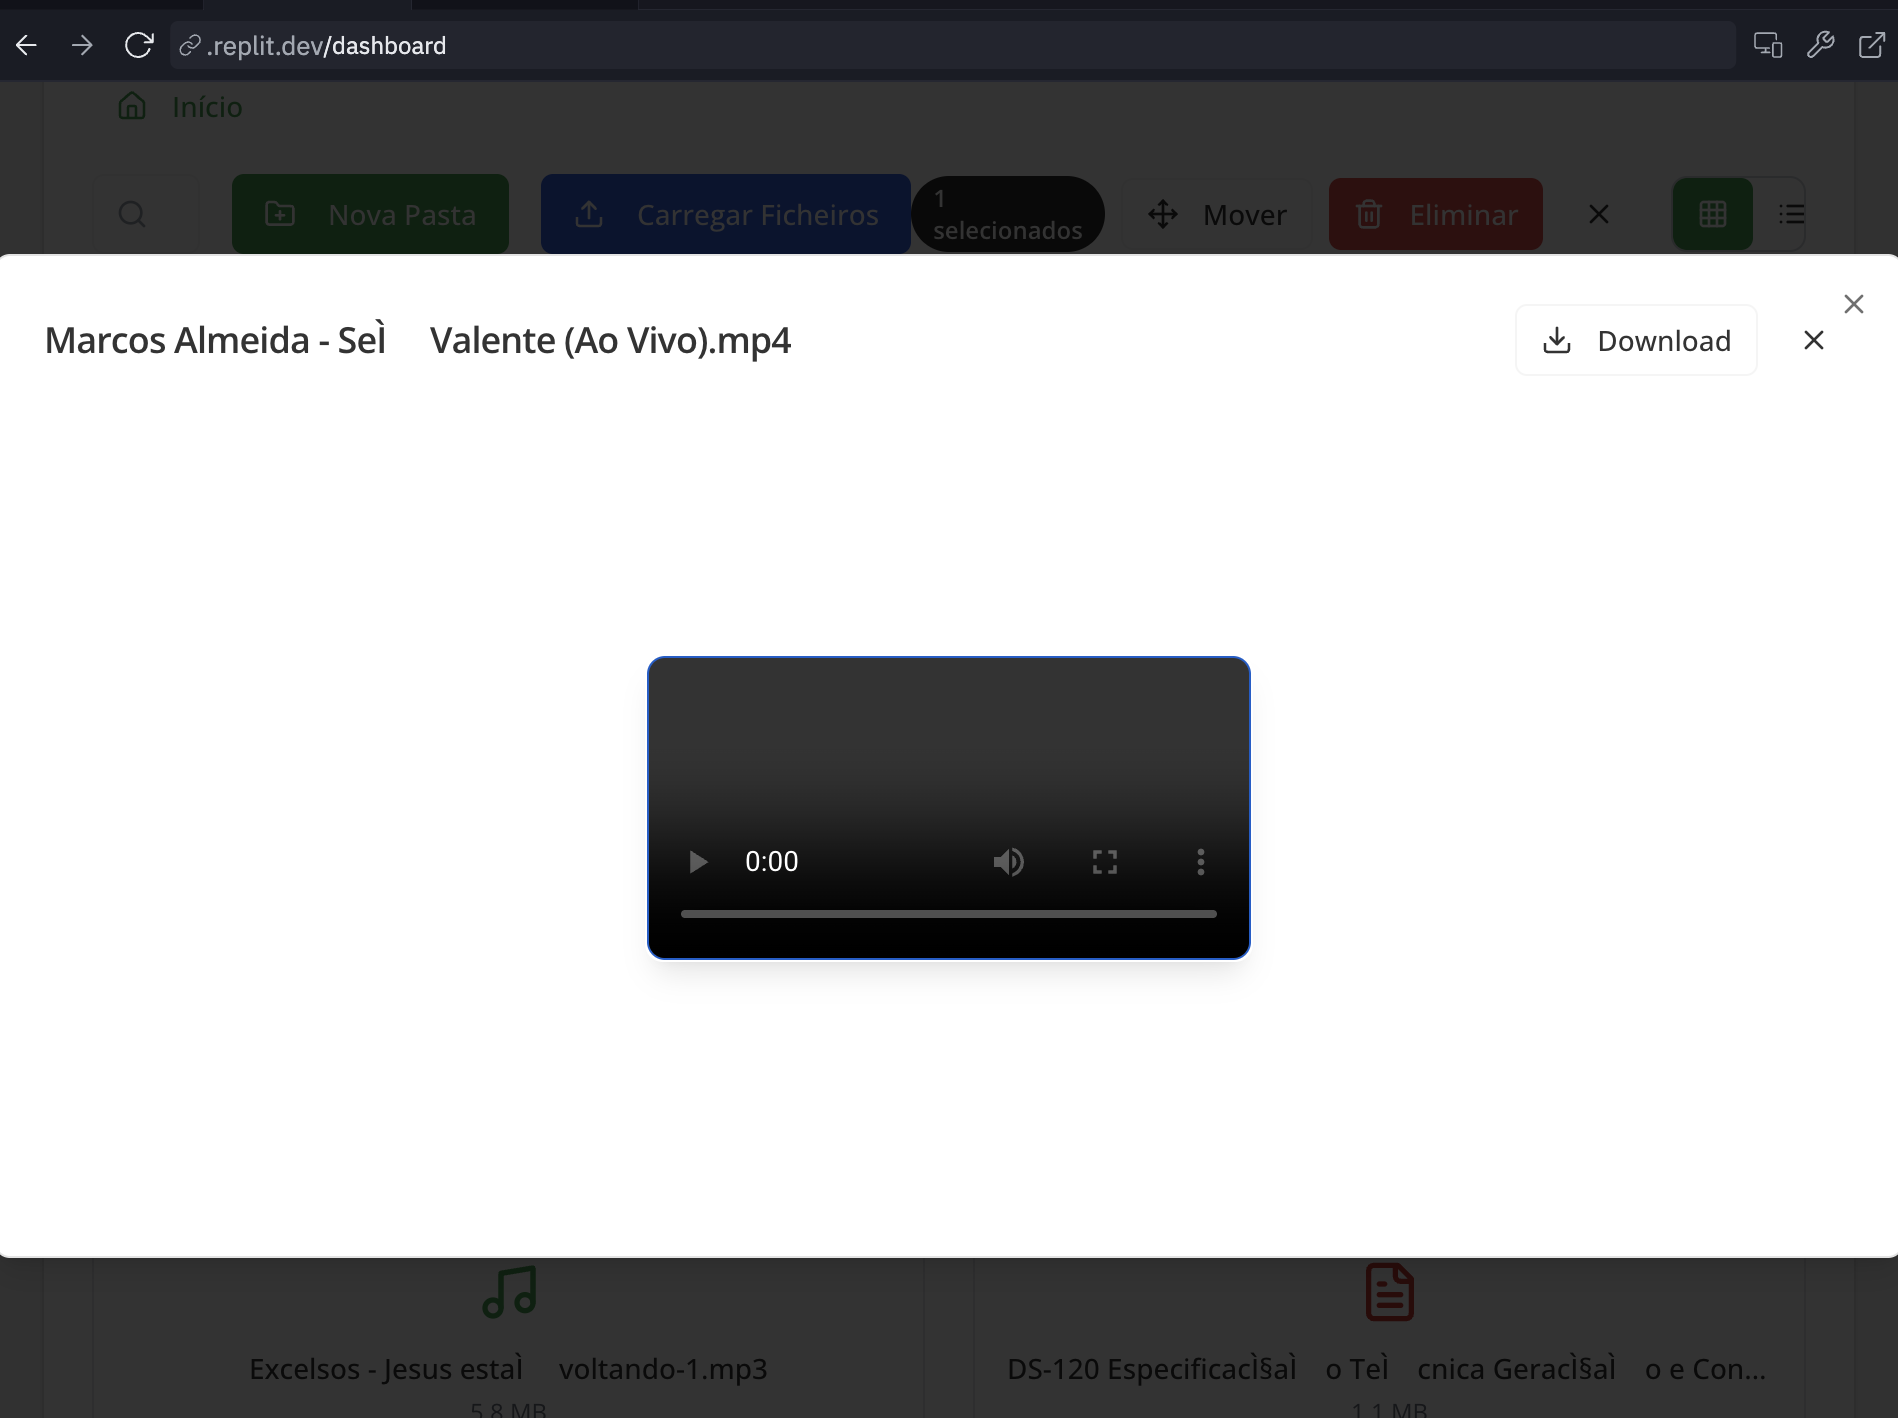 .replit.dev/dashboard
Início
Nova Pasta
Carregar Ficheiros
1
selecionados
Mover
Eliminar
Marcos Almeida - SeÌ Valente (Ao Vivo).mp4
Download
0:00
Excelsos - Jesus estaÌ voltando-1.mp3
5.8 MB
DS-120 EspecificacÌ§aÌ o TeÌ cnica GeracÌ§aÌ o e Con...
1.1 MB